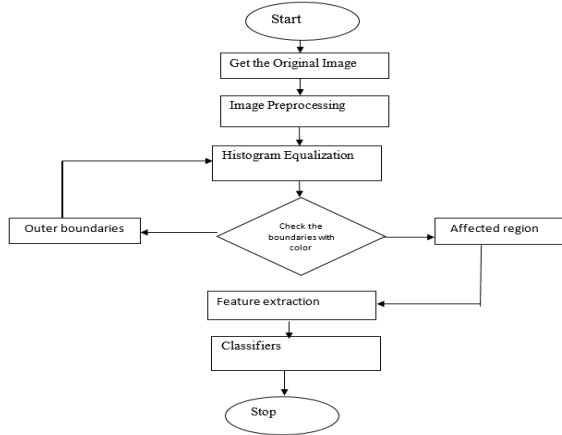 Start
Get the Original Image
Image Preprocessing
Histogram Equalization
Check the
boundaries with
color
Outer boundaries
Affected region
Feature extraction
Classifiers
Stop